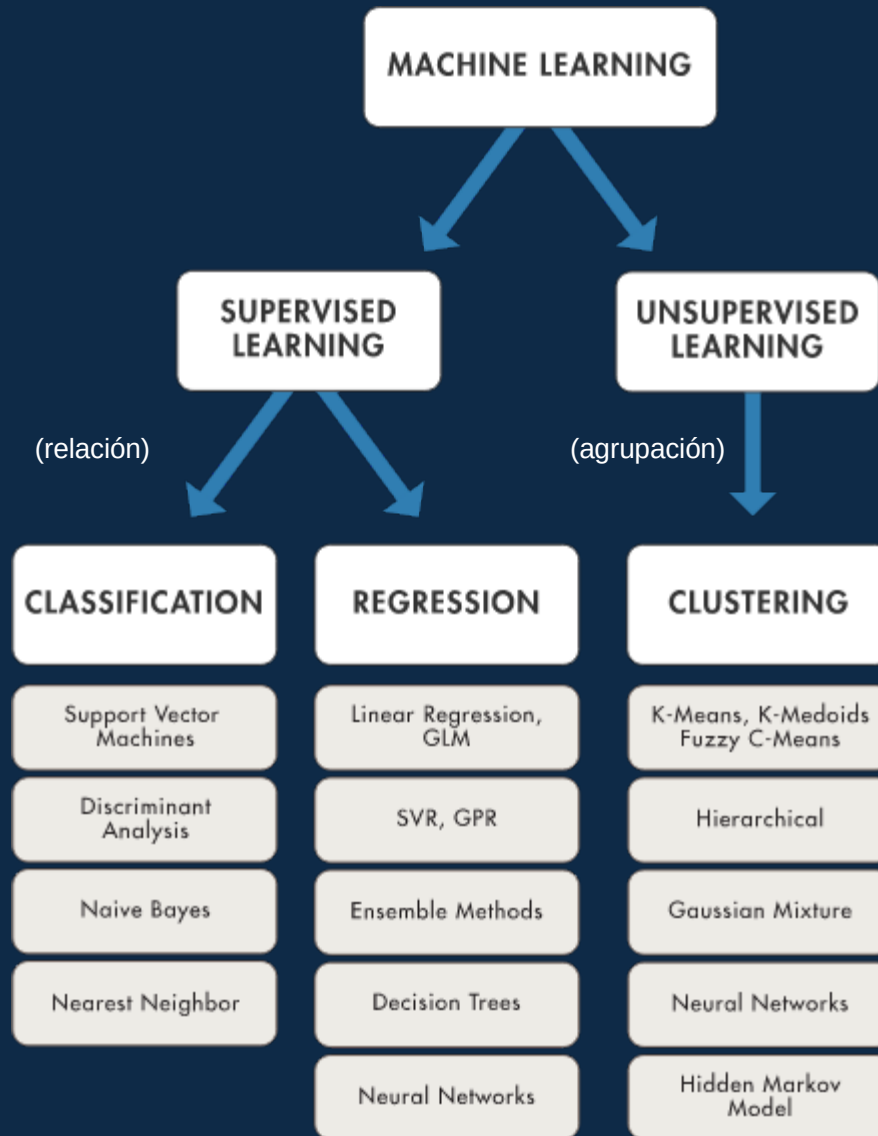 MACHINE LEARNING
SUPERVISED
LEARNING
UNSUPERVISED
LEARNING
(relación)
(agrupación)
CLASSIFICATION
REGRESSION
CLUSTERING
Support Vector
Machines
Discriminant
Analysis
Naive Bayes
Nearest Neighbor
Linear Regression,
GLM
SVR, GPR
Ensemble Methods
Decision Trees
Neural Networks
K-Means, K-Medoids
Fuzzy C-Means
Hierarchical
Gaussian Mixture
Neural Networks
Hidden Markov
Model